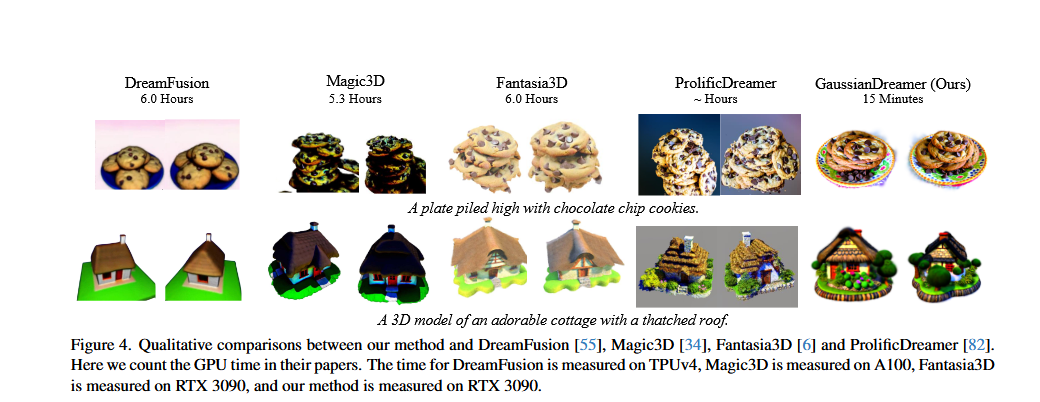 DreamFusion
6.0 Hours
Magic3D
5.3 Hours
Fantasia3D
6.0 Hours
ProlificDreamer
~ Hours
GaussianDreamer (Ours)
15 Minutes
A plate piled high with chocolate chip cookies.
A 3D model of an adorable cottage with a thatched roof.
Figure 4. Qualitative comparisons between our method and DreamFusion [55], Magic3D [34], Fantasia3D [6] and ProlificDreamer [82].
Here we count the GPU time in their papers. The time for DreamFusion is measured on TPUv4, Magic3D is measured on A100, Fantasia3D
is measured on RTX 3090, and our method is measured on RTX 3090.